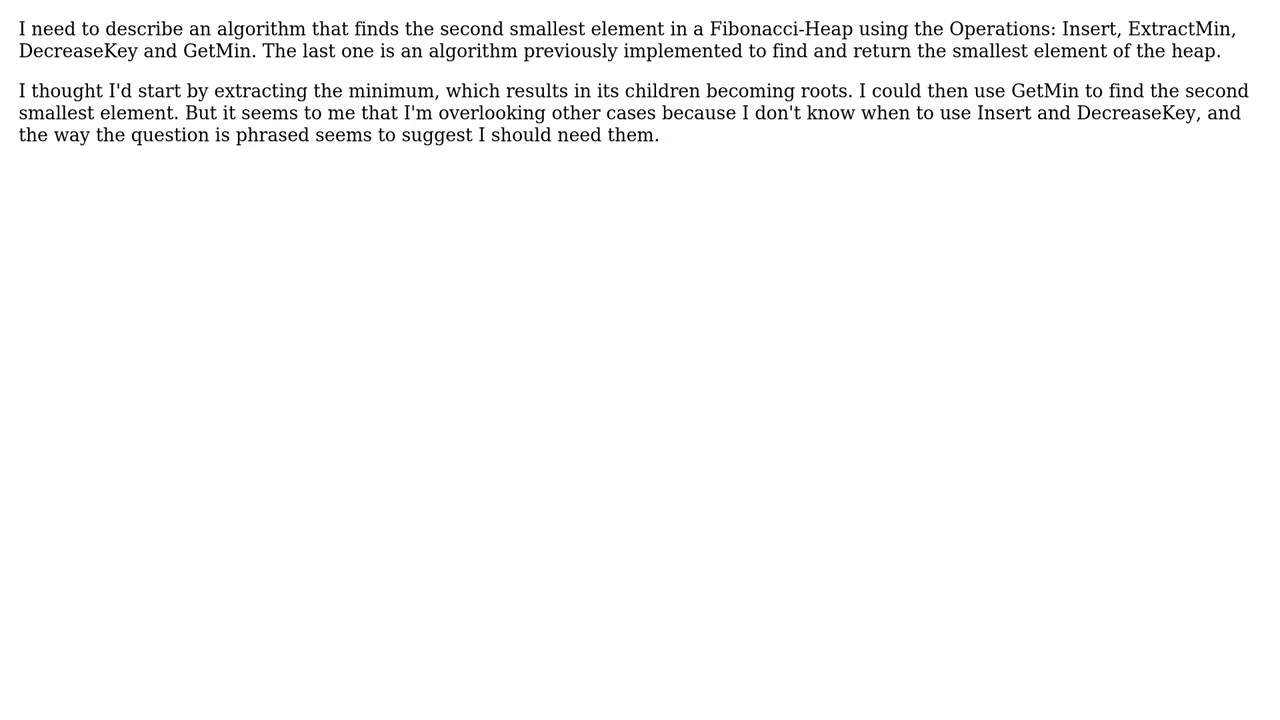 I need to describe an algorithm that finds the second smallest element in a Fibonacci-Heap using the Operations: Insert, ExtractMin,
DecreaseKey and GetMin. The last one is an algorithm previously implemented to find and return the smallest element of the heap.
I thought I'd start by extracting the minimum, which results in its children becoming roots. I could then use GetMin to find the second
smallest element. But it seems to me that I'm overlooking other cases because I don't know when to use Insert and DecreaseKey, and
the way the question is phrased seems to suggest I should need them.